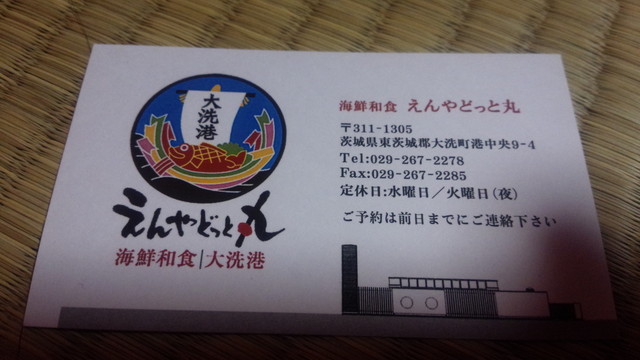 大洗港
えんやどっと丸
海鮮和食|大洗港
海鮮和食 えんやどっと丸
〒311-1305
茨城県東茨城郡大洗町港中央9-4
Tel:029-267-2278
Fax:029-267-2285
定休日:水曜日／火曜日(夜)
ご予約は前日までにご連絡下さい